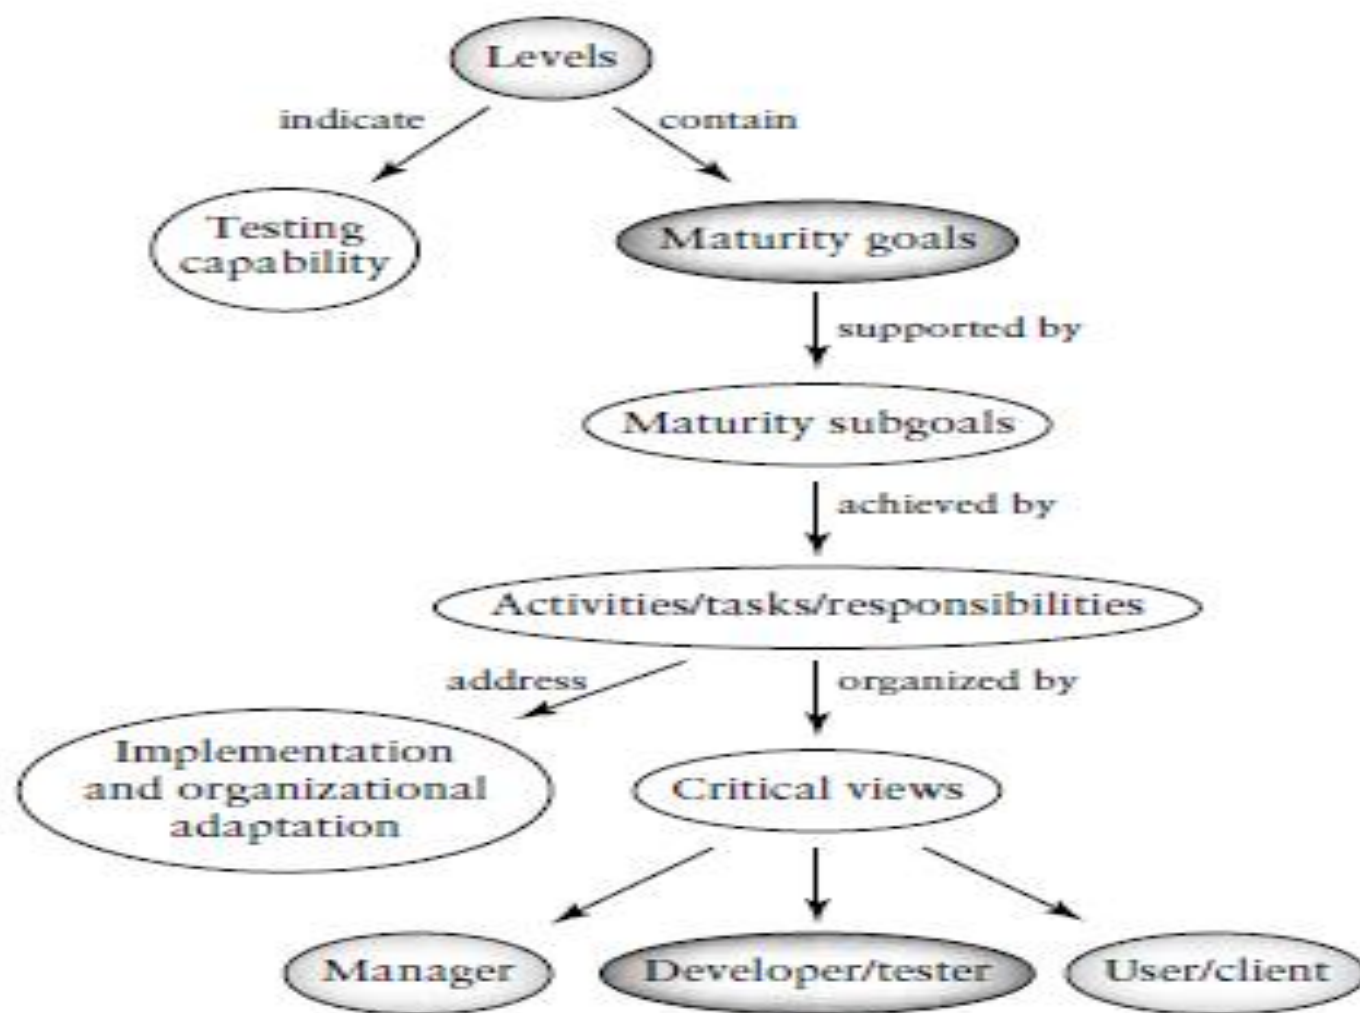 Levels
indicate
contain
Testing
capability
Maturity goals
supported by
Maturity subgoals
achieved by
Activities/tasks/responsibilities
address
organized by
Implementation
and organizational
adaptation
Critical views
Manager
Developer/tester
User/client